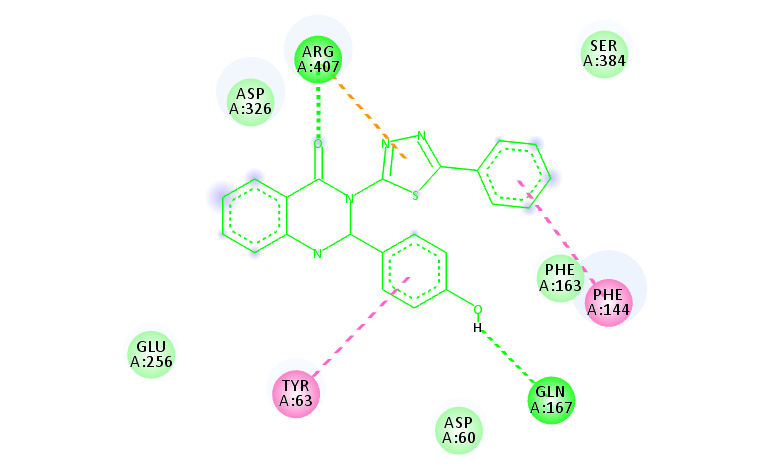 SER
A:384
ARG
A:407
ASP
A:326
O
N
N
N
S
N
PHE
A:163
PHE
A:144
O
H
GLU
A:256
TYR
A:63
GLN
A:167
ASP
A:60